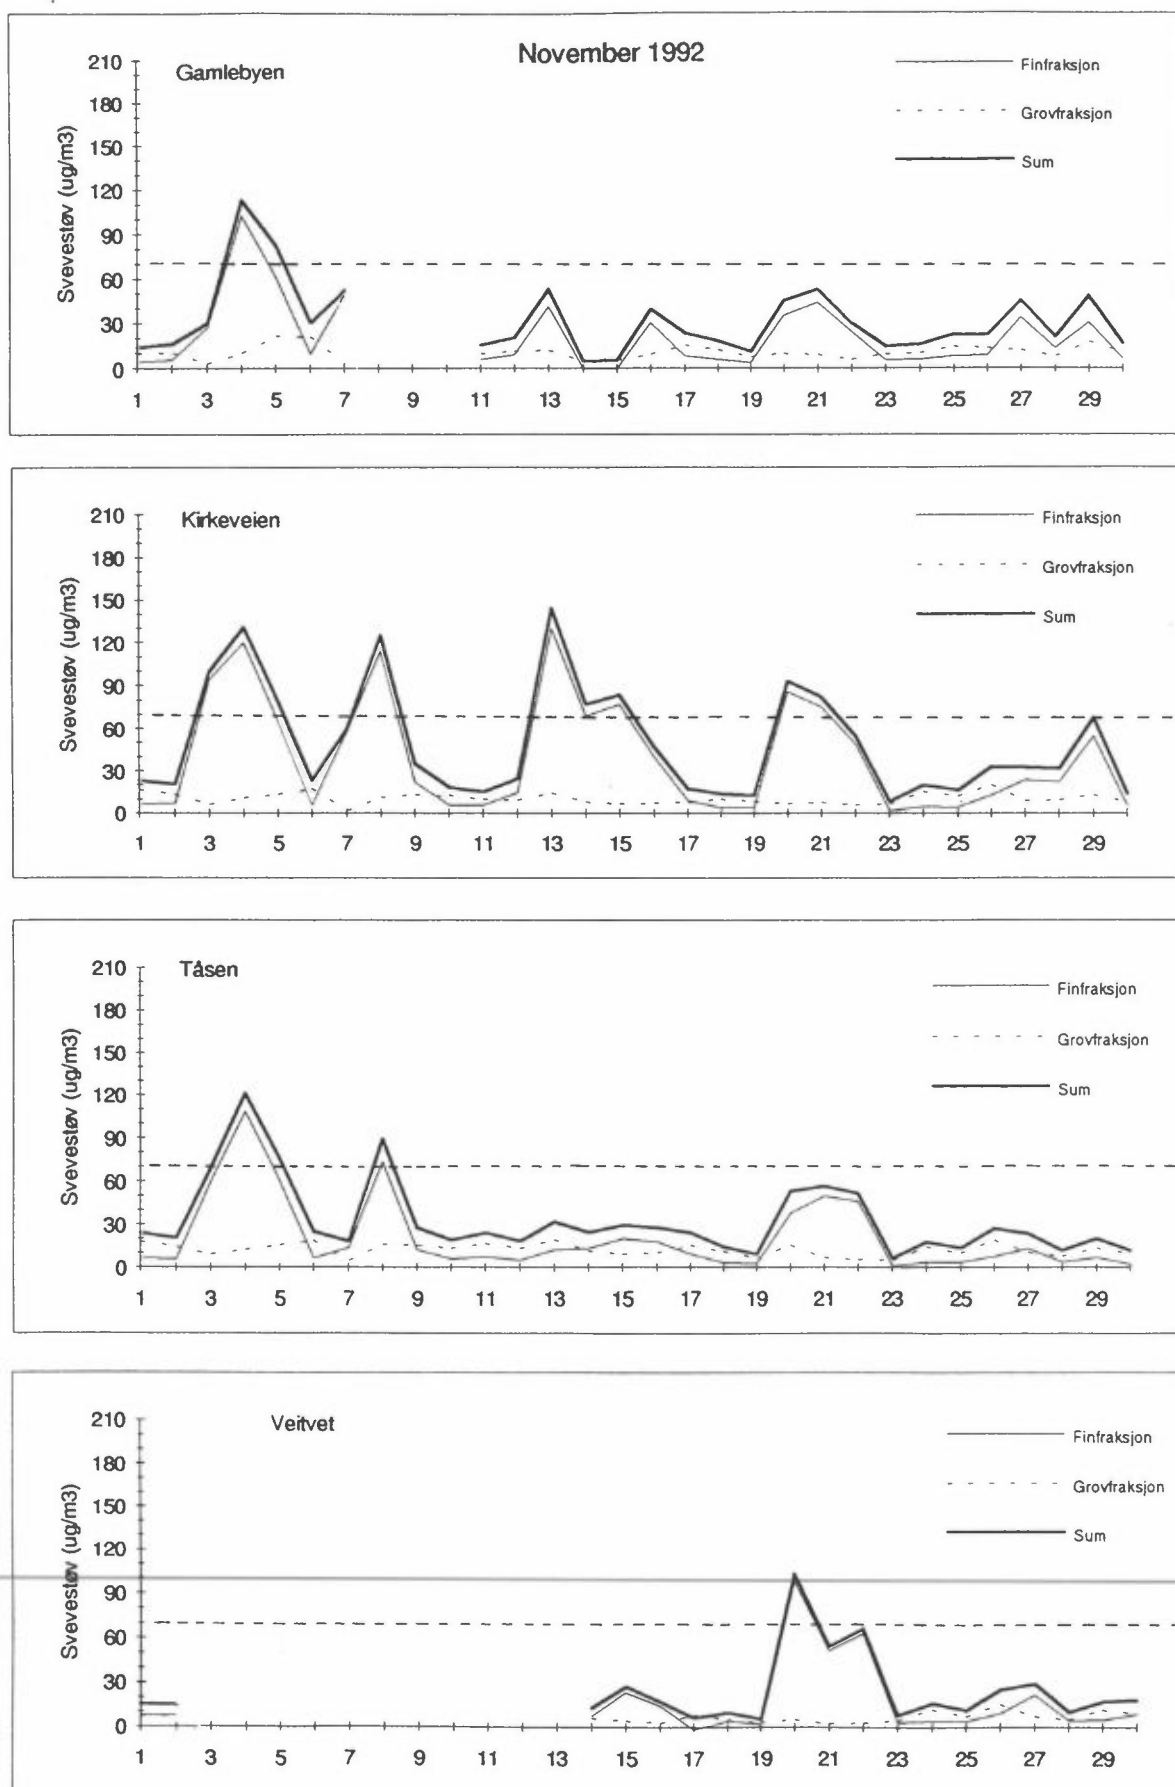 November 1992
Gamlebyen
Svevestøv (ug/m3)
210
180
150
120
90
60
30
0
1 3 5 7 9 11 13 15 17 19 21 23 25 27 29
Finfraksjon
Grovfraksjon
Sum
Kirkeveien
Svevestøv (ug/m3)
210
180
150
120
90
60
30
0
1 3 5 7 9 11 13 15 17 19 21 23 25 27 29
Finfraksjon
Grovfraksjon
Sum
Tåsen
Svevestøv (ug/m3)
210
180
150
120
90
60
30
0
1 3 5 7 9 11 13 15 17 19 21 23 25 27 29
Finfraksjon
Grovfraksjon
Sum
Veitvet
Svevestøv (ug/m3)
210
180
150
120
90
60
30
0
1 3 5 7 9 11 13 15 17 19 21 23 25 27 29
Finfraksjon
Grovfraksjon
Sum